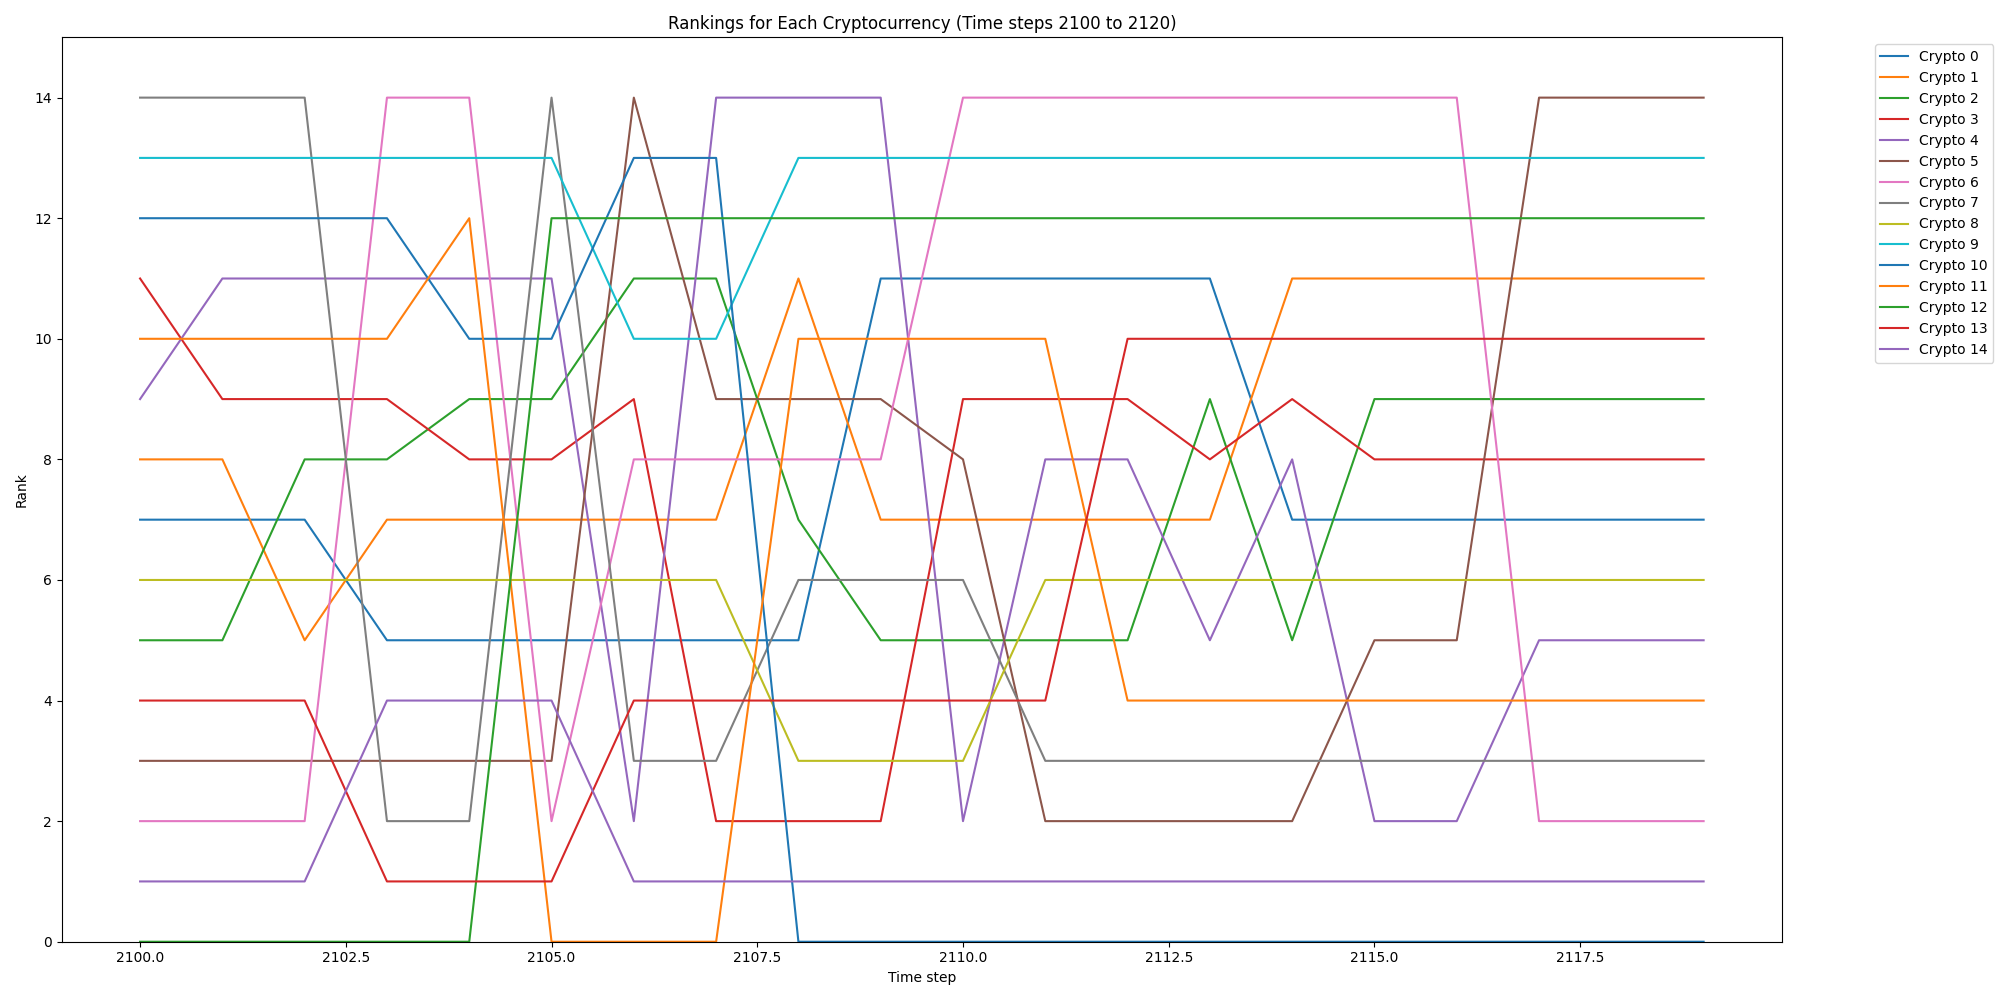 Rankings for Each Cryptocurrency (Time steps 2100 to 2120)
14
12
10
8
6
4
2
0
Rank
2100.0 2102.5 2105.0 2107.5 2110.0 2112.5 2115.0 2117.5
Time step
Crypto 0
Crypto 1
Crypto 2
Crypto 3
Crypto 4
Crypto 5
Crypto 6
Crypto 7
Crypto 8
Crypto 9
Crypto 10
Crypto 11
Crypto 12
Crypto 13
Crypto 14